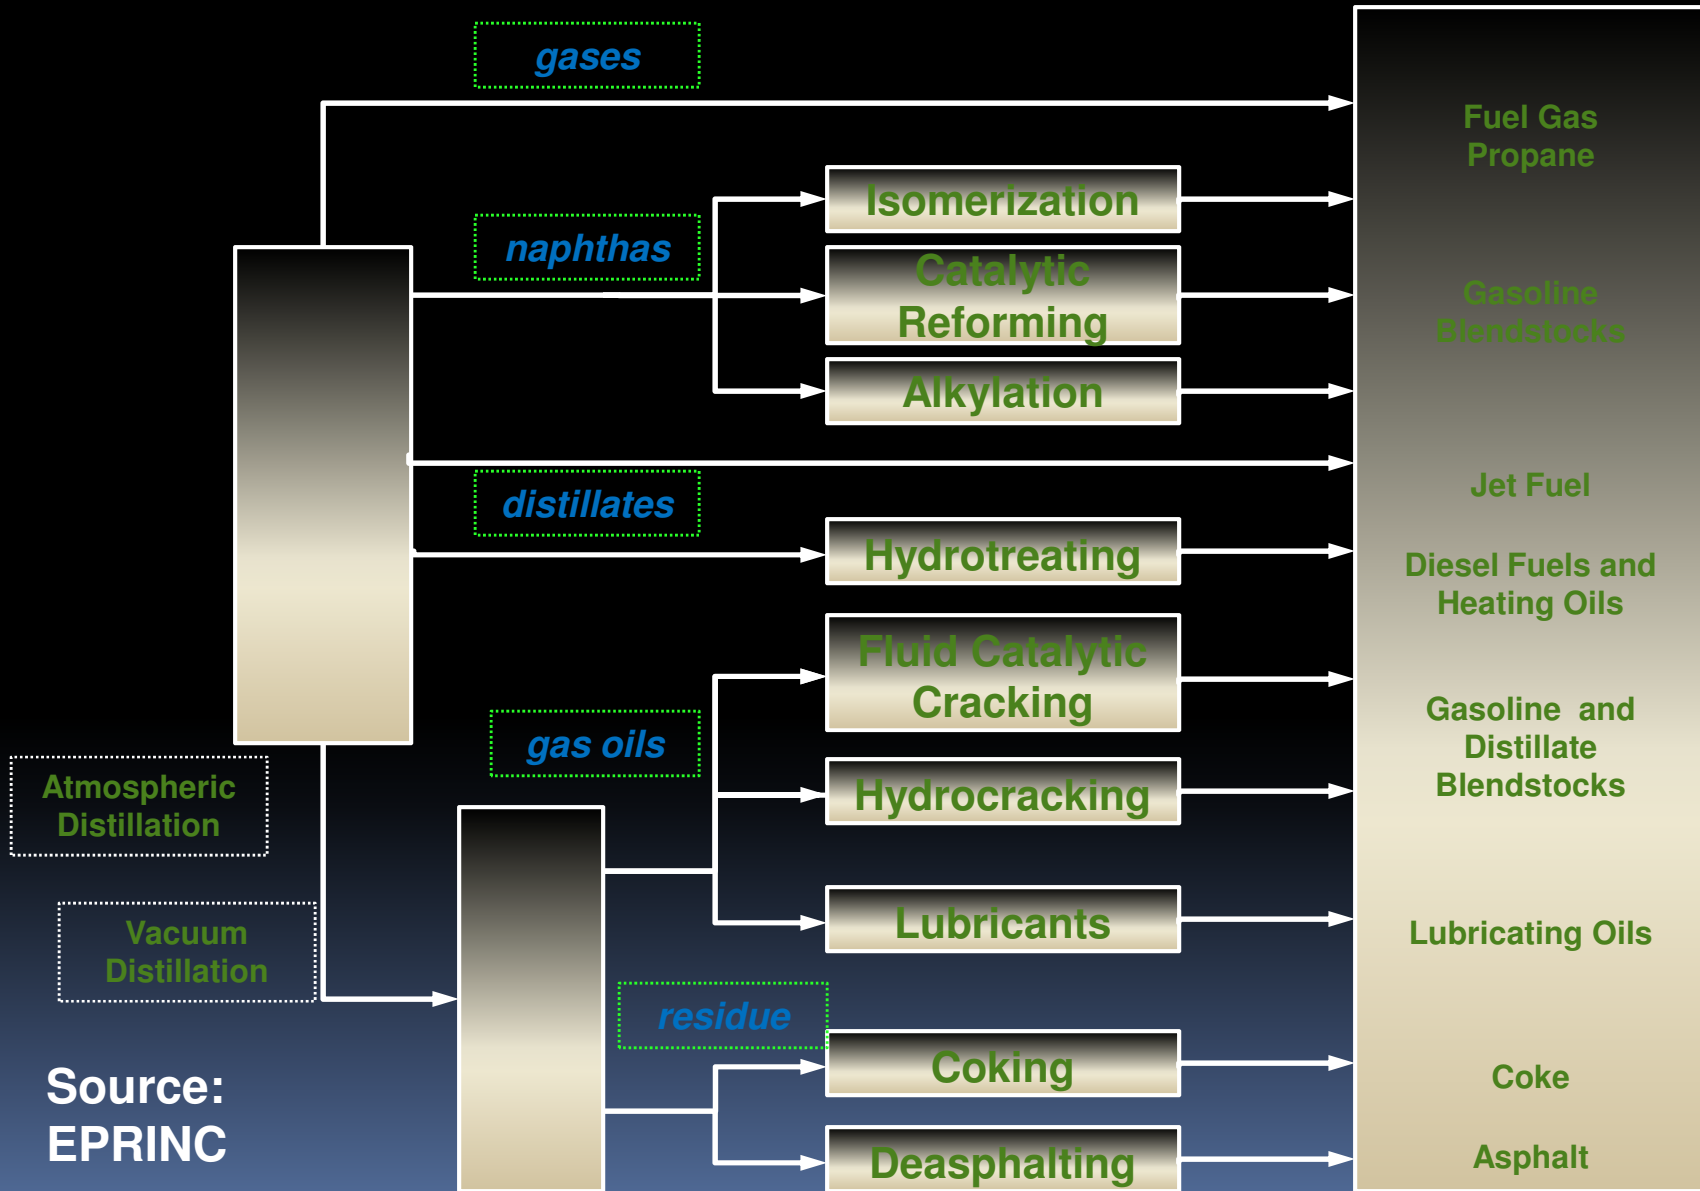 gases
Fuel Gas
Propane
Isomerization
naphthas
Catalytic
Reforming
Gasoline
Blendstocks
Alkylation
distillates
Jet Fuel
Hydrotreating
Diesel Fuels and
Heating Oils
Fluid Catalytic
Cracking
gas oils
Gasoline and
Distillate
Blendstocks
Atmospheric
Distillation
Hydrocracking
Vacuum
Distillation
Lubricants
Lubricating Oils
residue
Coking
Coke
Source:
EPRINC
Deasphalting
Asphalt